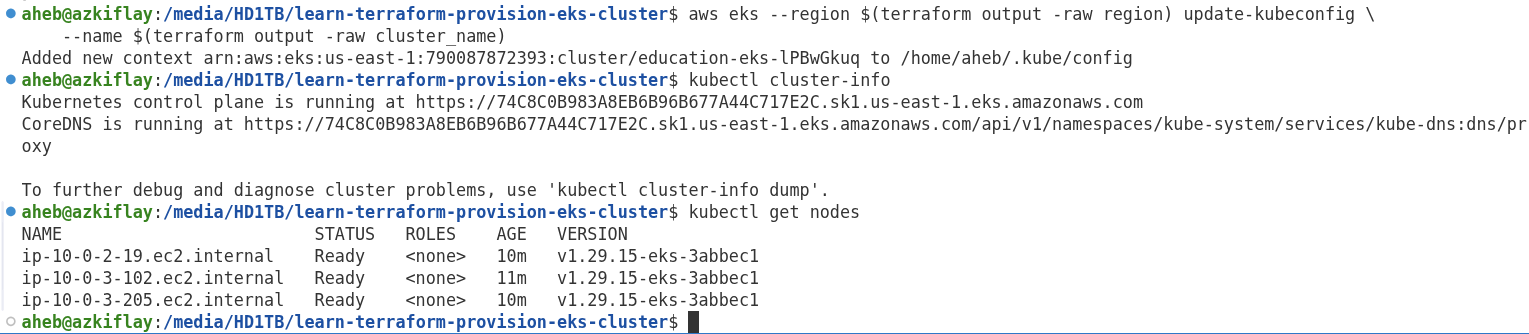 aheb@azkiflay:/media/HD1TB/learn-terraform-provision-eks-cluster$ aws eks --region $(terraform output -raw region) update-kubeconfig \
    --name $(terraform output -raw cluster_name)
Added new context arn:aws:eks:us-east-1:790087872393:cluster/education-eks-lPBwGkuq to /home/aheb/.kube/config
aheb@azkiflay:/media/HD1TB/learn-terraform-provision-eks-cluster$ kubectl cluster-info
Kubernetes control plane is running at https://74C8C0B983A8EB6B96B677A44C717E2C.sk1.us-east-1.eks.amazonaws.com
CoreDNS is running at https://74C8C0B983A8EB6B96B677A44C717E2C.sk1.us-east-1.eks.amazonaws.com/api/v1/namespaces/kube-system/services/kube-dns:dns/pr
oxy

To further debug and diagnose cluster problems, use 'kubectl cluster-info dump'.
aheb@azkiflay:/media/HD1TB/learn-terraform-provision-eks-cluster$ kubectl get nodes
NAME                         STATUS   ROLES    AGE   VERSION
ip-10-0-2-19.ec2.internal    Ready    <none>   10m   v1.29.15-eks-3abbec1
ip-10-0-3-102.ec2.internal   Ready    <none>   11m   v1.29.15-eks-3abbec1
ip-10-0-3-205.ec2.internal   Ready    <none>   10m   v1.29.15-eks-3abbec1
aheb@azkiflay:/media/HD1TB/learn-terraform-provision-eks-cluster$